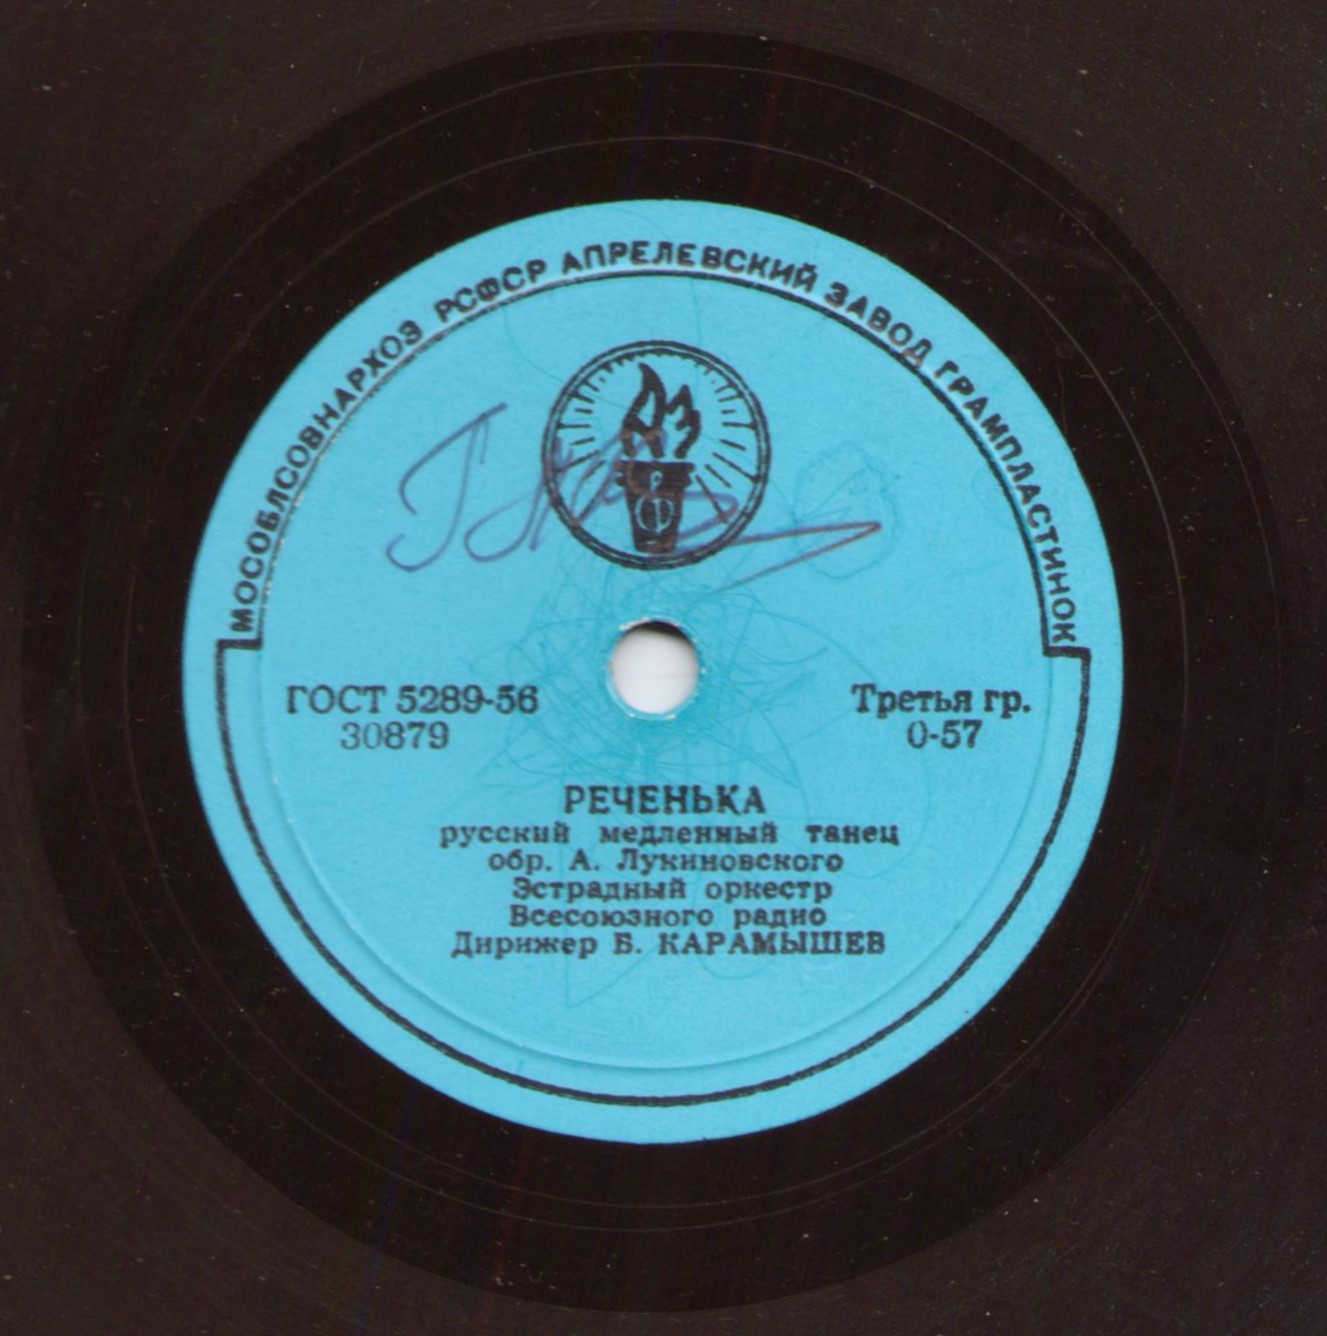 МОСОБЛСОВНАРХОЗ РСФСР АПРЕЛЕВСКИЙ ЗАВОД ГРАМПЛАСТИНОК
ГОСТ 5289-56
30879
Третья гр.
0-57
РЕЧЕНЬКА
русский медленный танец
обр. А. Лукиновского
Эстрадный оркестр
Всесоюзного радио
Дирижер Б. КАРАМЫШЕВ